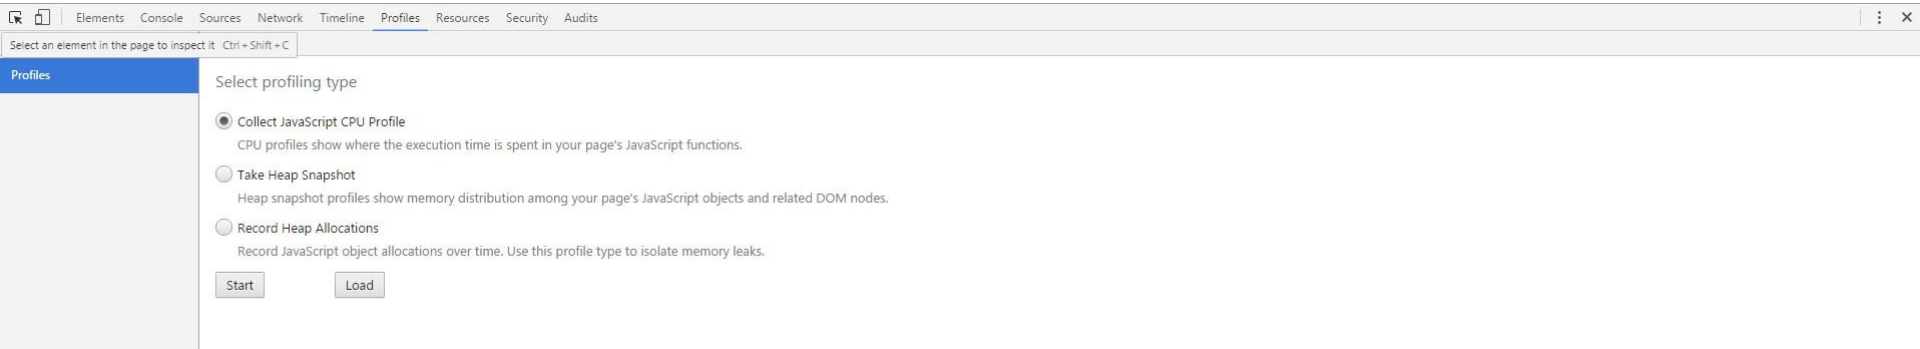 Elements Console Sources Network Timeline Profiles Resources Security Audits
Select an element in the page to inspect it Ctrl + Shift + C
Profiles
Select profiling type
Collect JavaScript CPU Profile
CPU profiles show where the execution time is spent in your page's JavaScript functions.
Take Heap Snapshot
Heap snapshot profiles show memory distribution among your page's JavaScript objects and related DOM nodes.
Record Heap Allocations
Record JavaScript object allocations over time. Use this profile type to isolate memory leaks.
Start Load